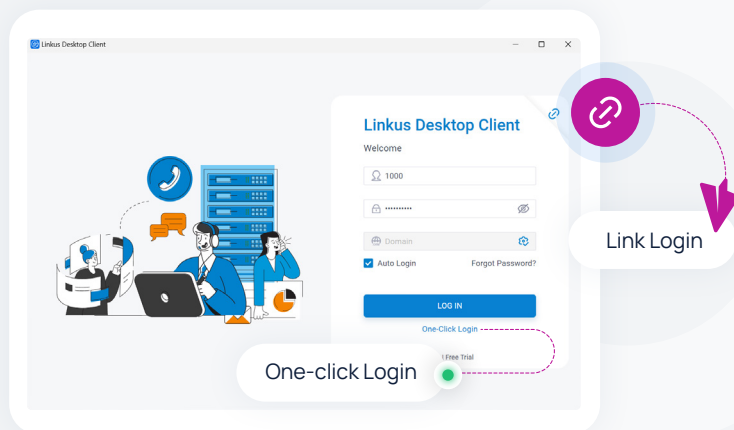 Linkus Desktop Client
Linkus Desktop Client
Welcome
1000
Domain
Auto Login
Forgot Password?
LOG IN
One-Click Login
Free Trial
One-click Login
Link Login